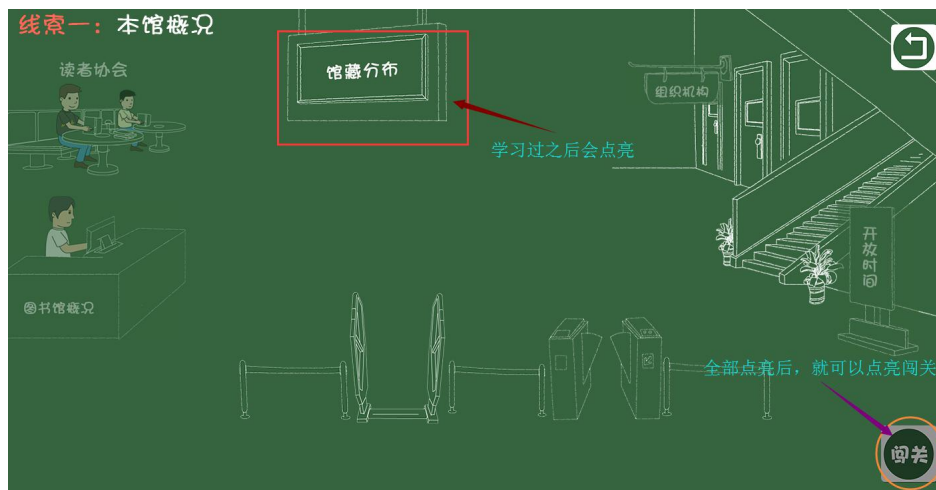 线索一：本馆概况
读者协会
馆藏分布
组织机构
学习过之后会点亮
开放时间
图书馆概况
全部点亮后，就可以点亮闯关
闯关